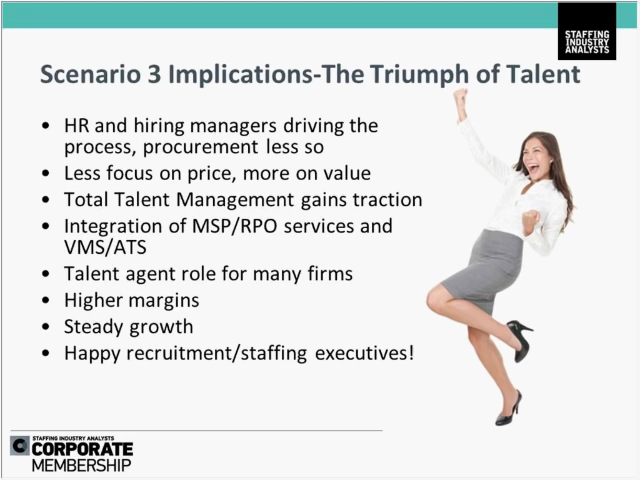 STAFFING
INDUSTRY
ANALYSTS
Scenario 3 Implications-The Triumph of Talent
• HR and hiring managers driving the
process, procurement less so
• Less focus on price, more on value
• Total Talent Management gains traction
• Integration of MSP/RPO services and
VMS/ATS
• Talent agent role for many firms
• Higher margins
• Steady growth
• Happy recruitment/staffing executives!
C
STAFFING INDUSTRY ANALYSTS
CORPORATE
MEMBERSHIP